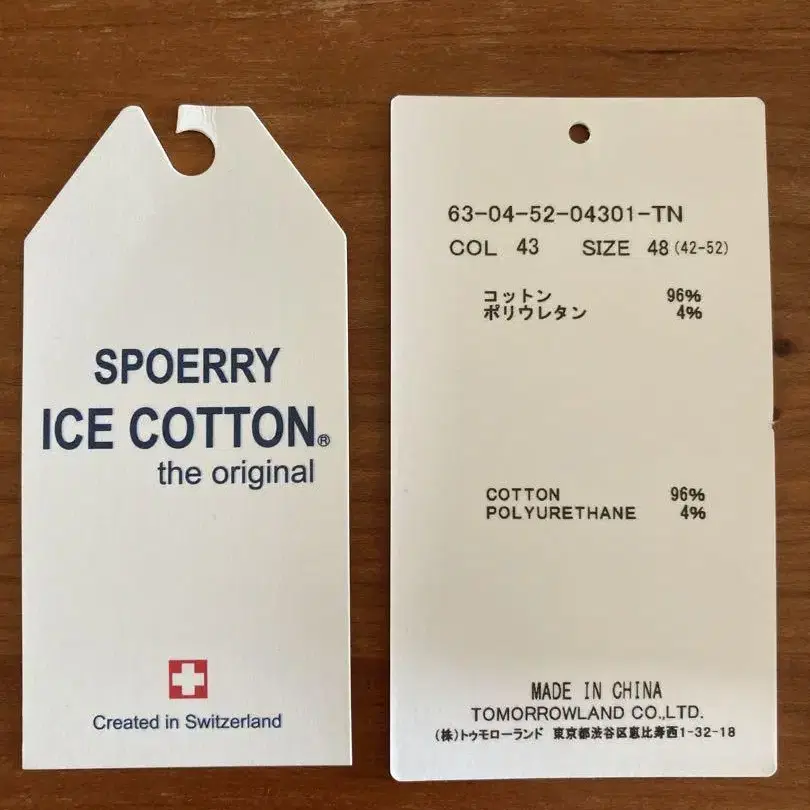 SPOERRY
ICE COTTON®
the original
Created in Switzerland
63-04-52-04301-TN
COL 43 SIZE 48 (42-52)
コットン 96%
ポリウレタン 4%
COTTON 96%
POLYURETHANE 4%
MADE IN CHINA
TOMORROWLAND CO.,LTD.
(株)トゥモローランド 東京都渋谷区恵比寿西1-32-18